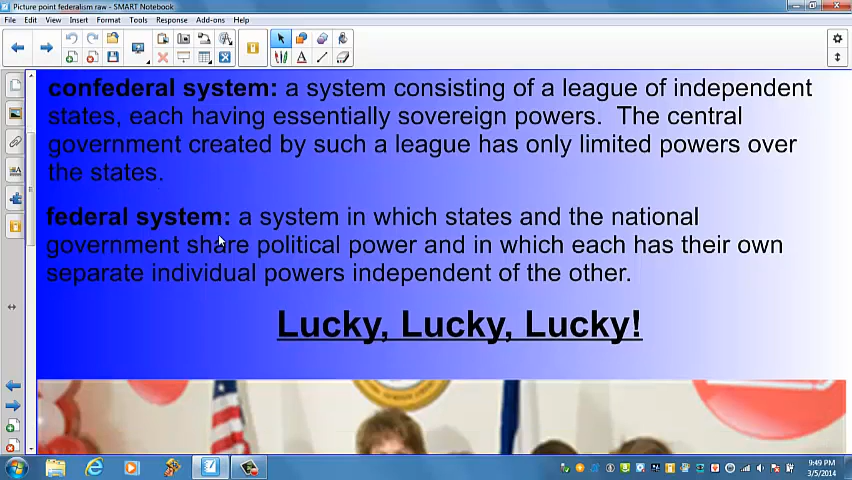 Picture point federalism raw - SMART Notebook
File Edit View Insert Format Tools Response Add-ons Help
confederal system: a system consisting of a league of independent
states, each having essentially sovereign powers. The central
government created by such a league has only limited powers over
the states.
federal system: a system in which states and the national
government share political power and in which each has their own
separate individual powers independent of the other.
Lucky, Lucky, Lucky!
9:49 PM
3/5/2014